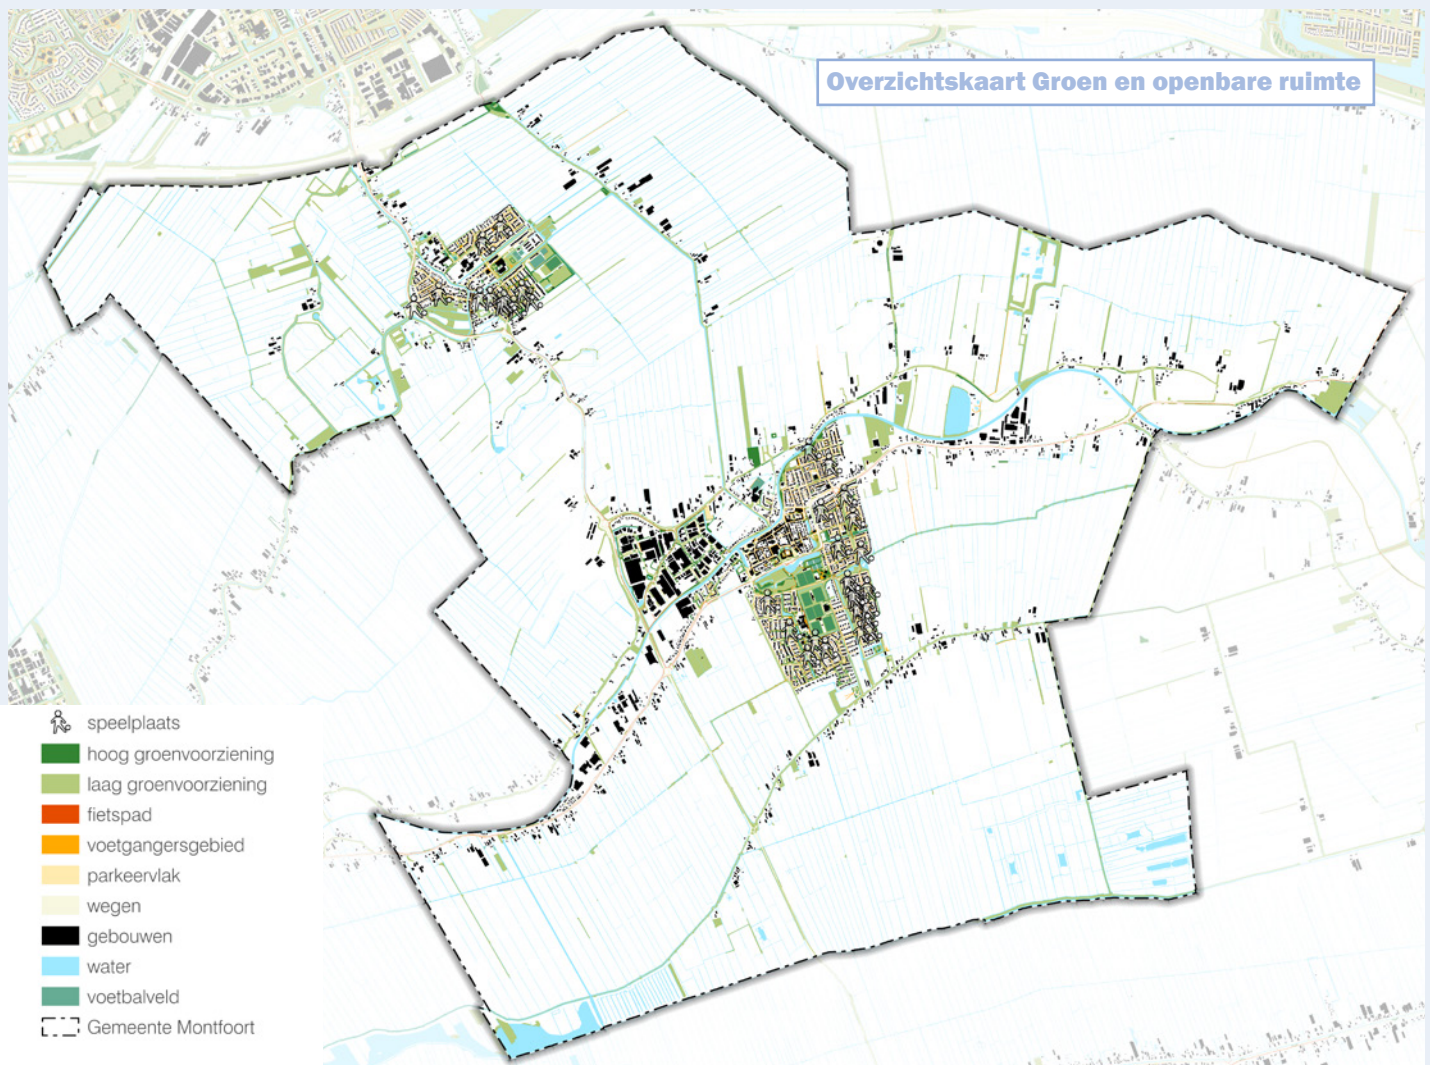 Overzichtskaart Groen en openbare ruimte
speelplaats
hoog groenvoorziening
laag groenvoorziening
fietspad
voetgangersgebied
parkeervlak
wegen
gebouwen
water
voetbalveld
Gemeente Montfoort